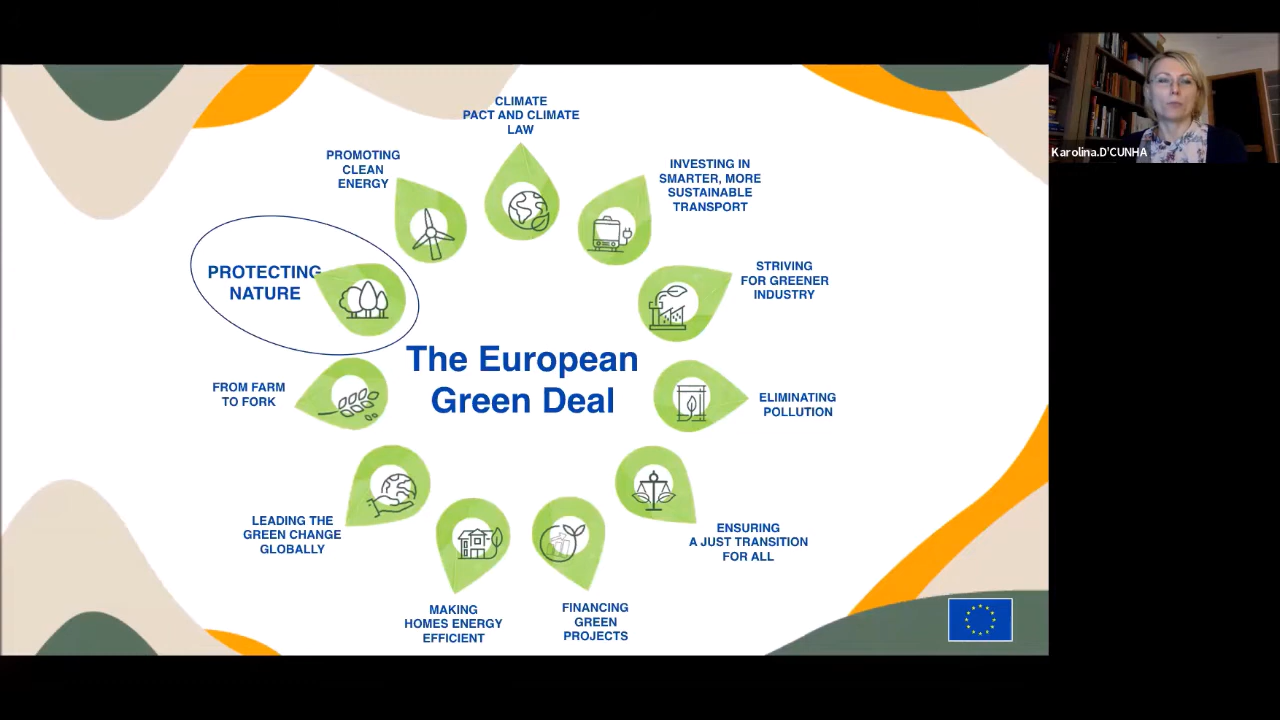 CLIMATE
PACT AND CLIMATE
LAW
PROMOTING
CLEAN
ENERGY
INVESTING IN
SMARTER, MORE
SUSTAINABLE
TRANSPORT
PROTECTING
NATURE
STRIVING
FOR GREENER
INDUSTRY
The European
Green Deal
FROM FARM
TO FORK
ELIMINATING
POLLUTION
LEADING THE
GREEN CHANGE
GLOBALLY
ENSURING
A JUST TRANSITION
FOR ALL
MAKING
HOMES ENERGY
EFFICIENT
FINANCING
GREEN
PROJECTS
Karolina.D'CUNHA